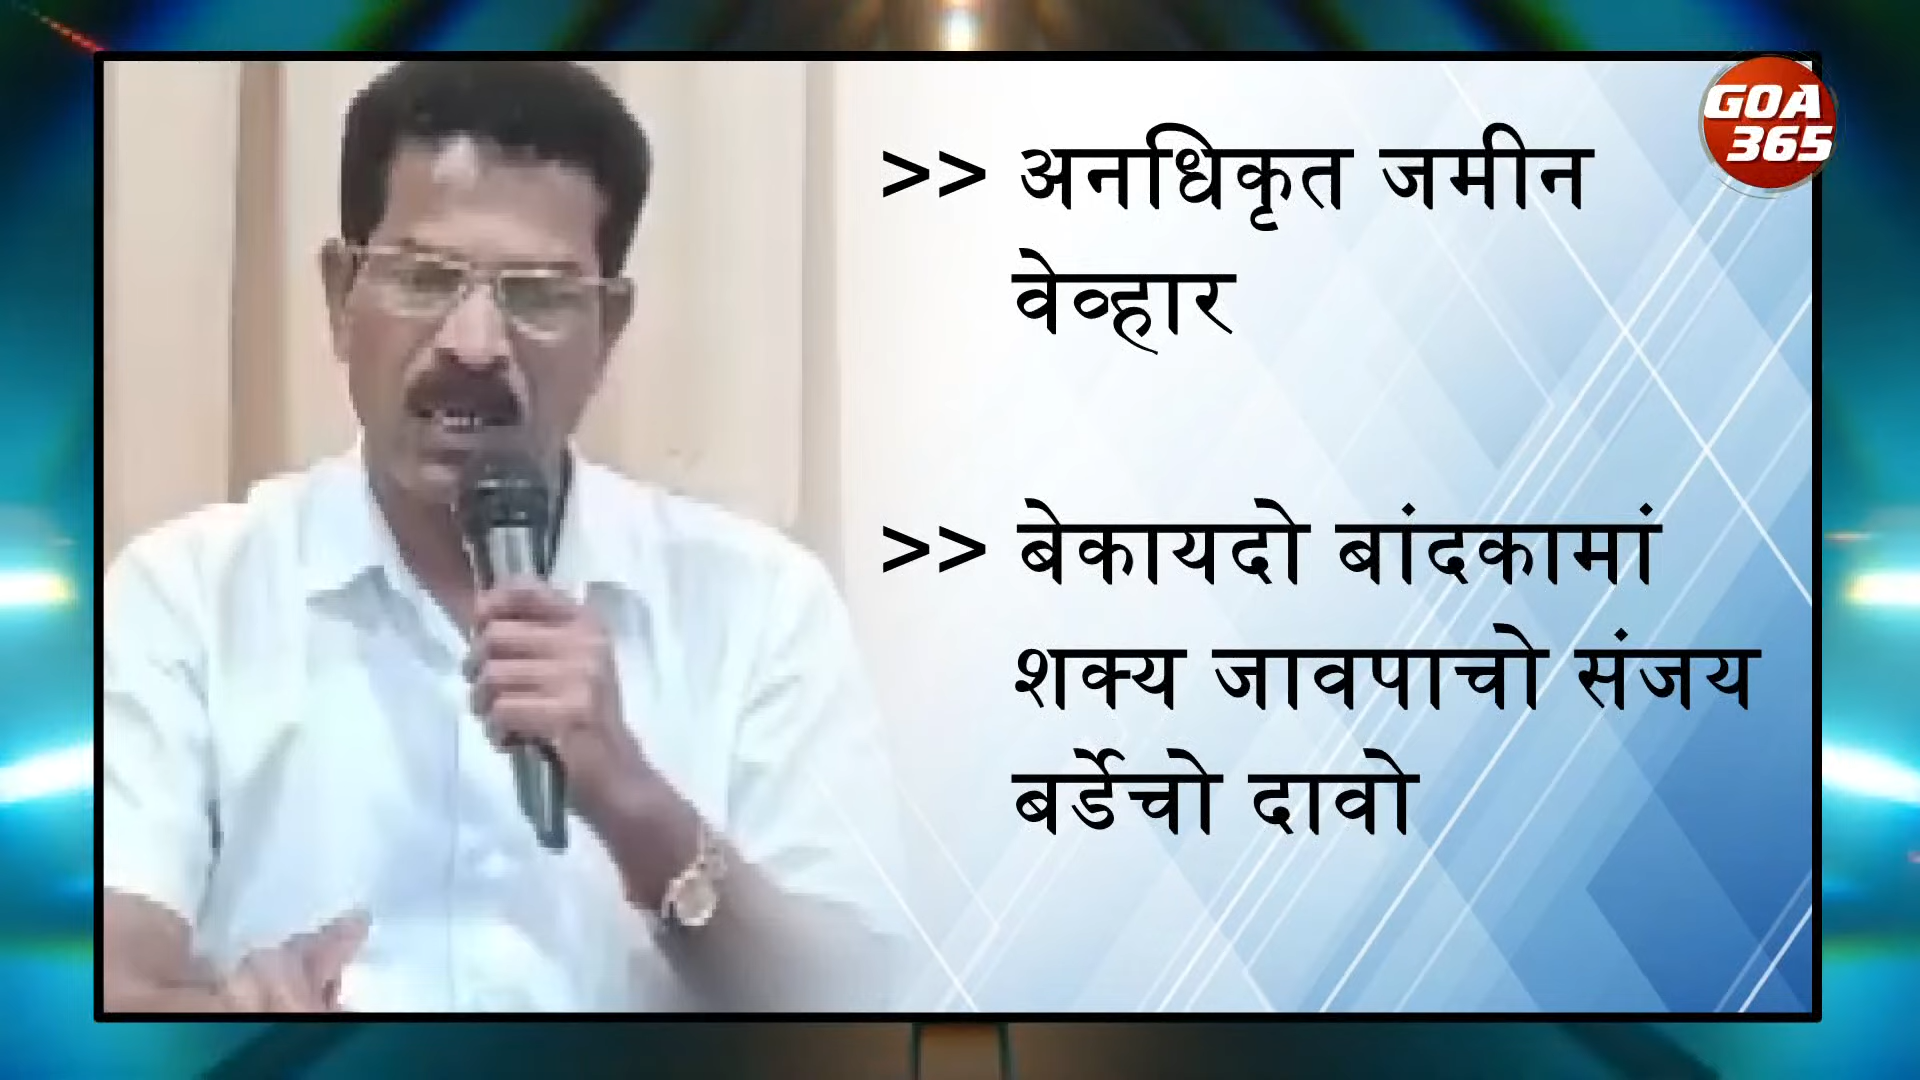 GOA
365
>> अनधिकृत जमीन
वेव्हार
>> बेकायदो बांदकामां
शक्य जावपाचो संजय
बर्डेचो दावो